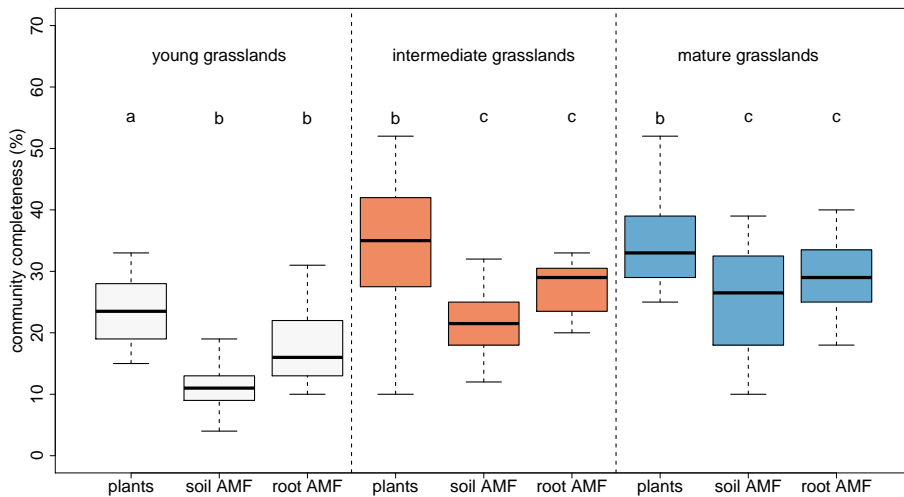 young grasslands intermediate grasslands mature grasslands
a b b b c c b c c
community completeness (%)
70
60
50
40
30
20
10
0
plants soil AMF root AMF plants soil AMF root AMF plants soil AMF root AMF